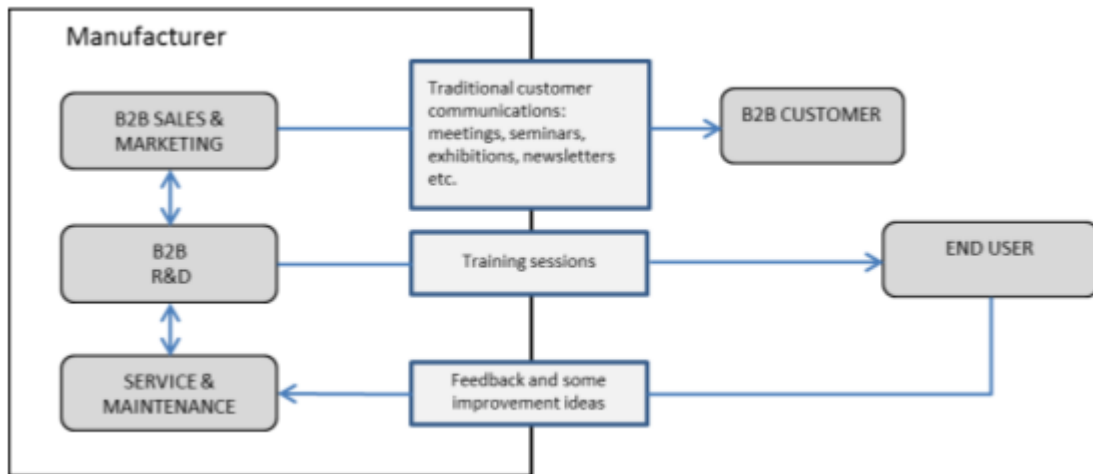 Manufacturer
B2B SALES &
MARKETING
Traditional customer
communications:
meetings, seminars,
exhibitions, newsletters
etc.
B2B CUSTOMER
B2B
R&D
Training sessions
END USER
SERVICE &
MAINTENANCE
Feedback and some
improvement ideas